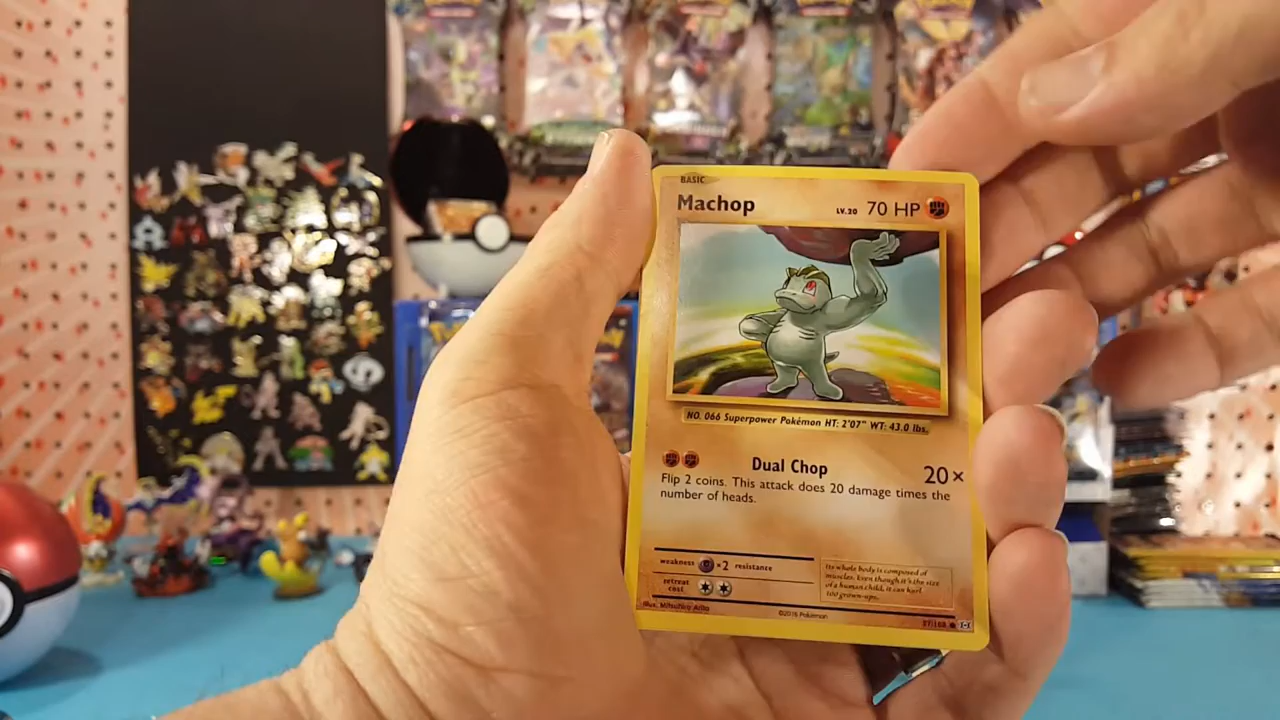 BASIC
Machop LV.20 70 HP
NO. 066 Superpower Pokémon HT: 2'07" WT: 43.0 lbs.
Dual Chop 20×
Flip 2 coins. This attack does 20 damage times the
number of heads.
weakness ×2 resistance
retreat
cost
Its whole body is composed of
muscles. Even though it's the size
of a human child, it can hurl
100 grown-ups.
Illus. Mitsuhiro Arita
©2016 Pokémon
57/108